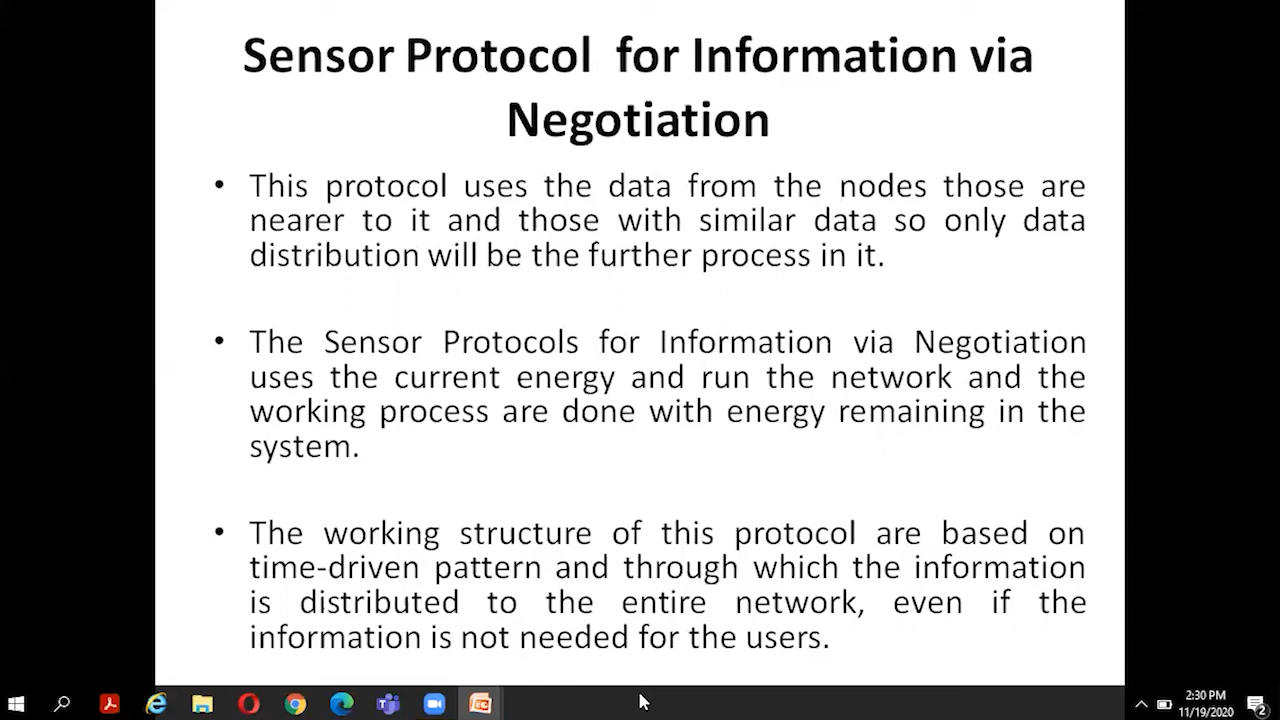 Sensor Protocol for Information via
Negotiation
• This protocol uses the data from the nodes those are
nearer to it and those with similar data so only data
distribution will be the further process in it.
• The Sensor Protocols for Information via Negotiation
uses the current energy and run the network and the
working process are done with energy remaining in the
system.
• The working structure of this protocol are based on
time-driven pattern and through which the information
is distributed to the entire network, even if the
information is not needed for the users.
2:30 PM
11/19/2020
2